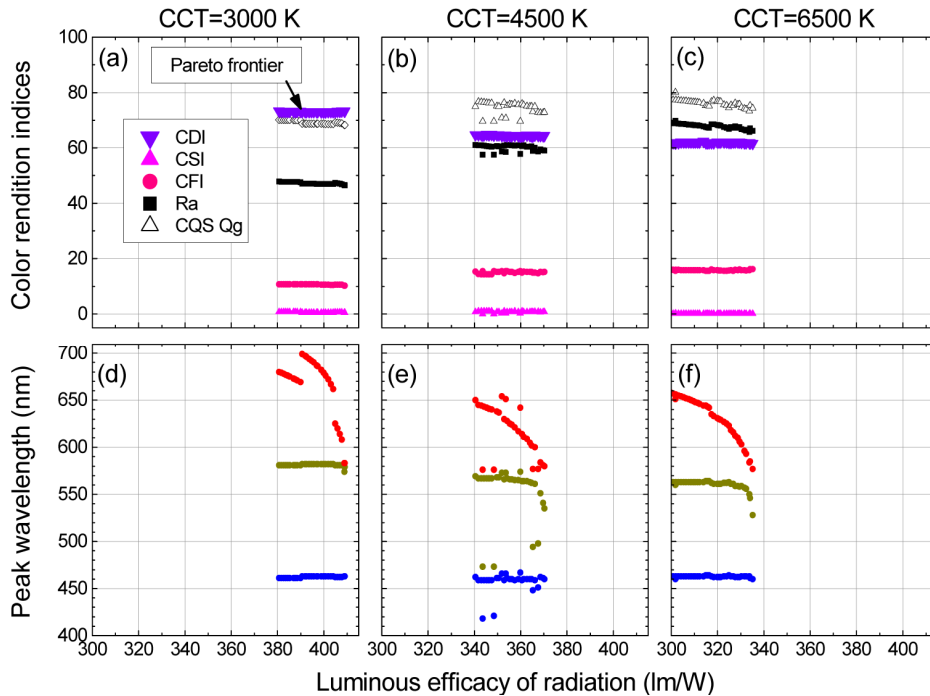 CCT=3000 K CCT=4500 K CCT=6500 K
Color rendition indices
100
80
60
40
20
0
(a)
Pareto frontier
CDI
CSI
CFI
Ra
CQS Qg
(b)
(c)
Peak wavelength (nm)
700
650
600
550
500
450
400
(d)
(e)
(f)
300 320 340 360 380 400 300 320 340 360 380 400 300 320 340 360 380 400
Luminous efficacy of radiation (lm/W)